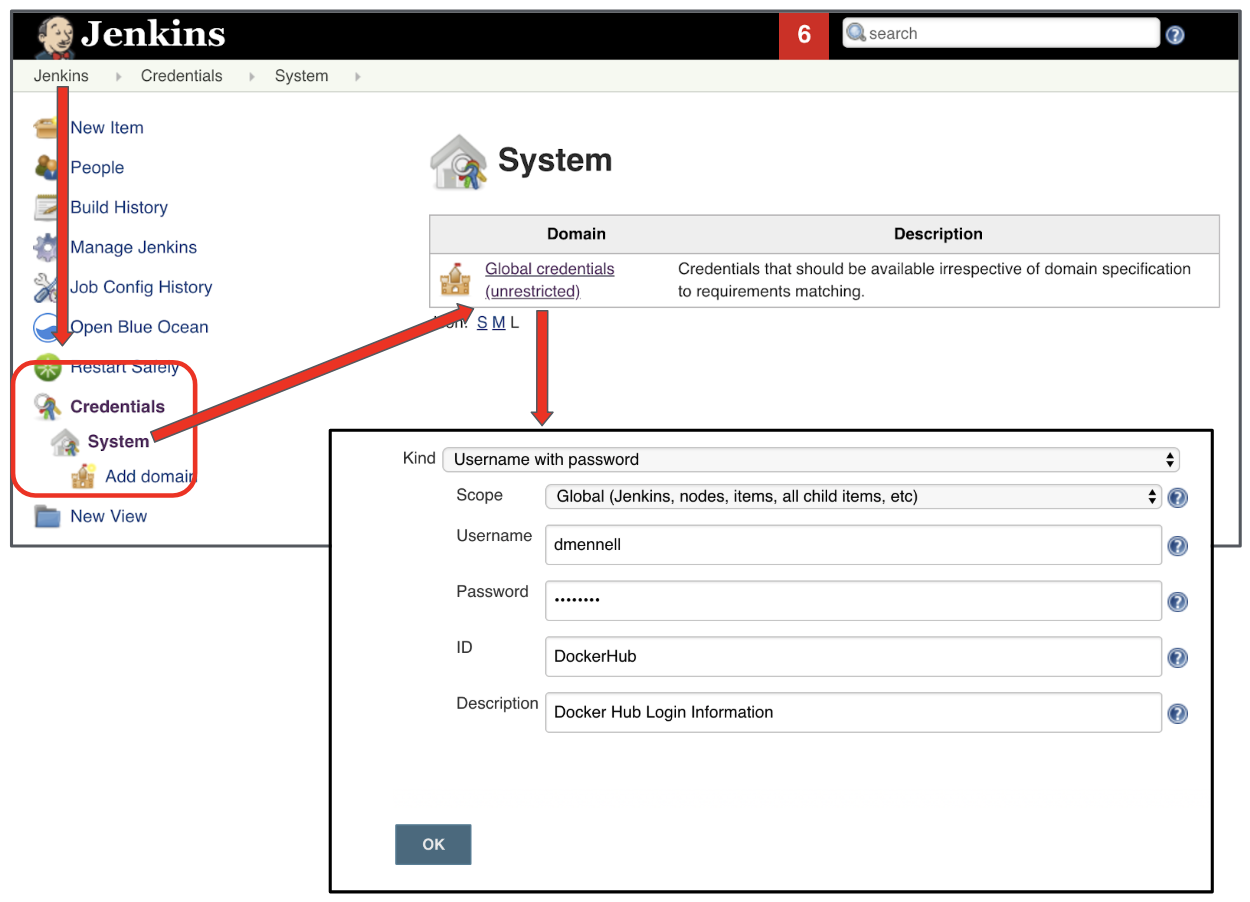 Jenkins
6
search
Jenkins
Credentials
System
New Item
People
Build History
Manage Jenkins
Job Config History
Open Blue Ocean
Restart Safely
Credentials
System
Add domain
New View
System
Domain Description
Global credentials
(unrestricted)
Credentials that should be available irrespective of domain specification
to requirements matching.
S M L
Kind Username with password
Scope Global (Jenkins, nodes, items, all child items, etc)
Username dmennell
Password ••••••••
ID DockerHub
Description Docker Hub Login Information
OK